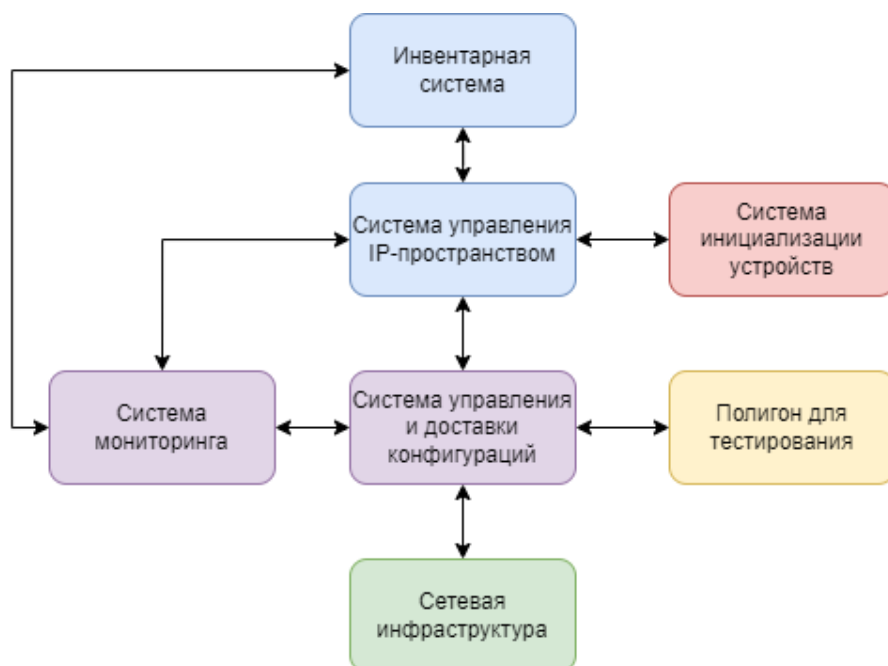 Инвентарная
система
Система управления
IP-пространством
Система
инициализации
устройств
Система
мониторинга
Система управления
и доставки
конфигураций
Полигон для
тестирования
Сетевая
инфраструктура